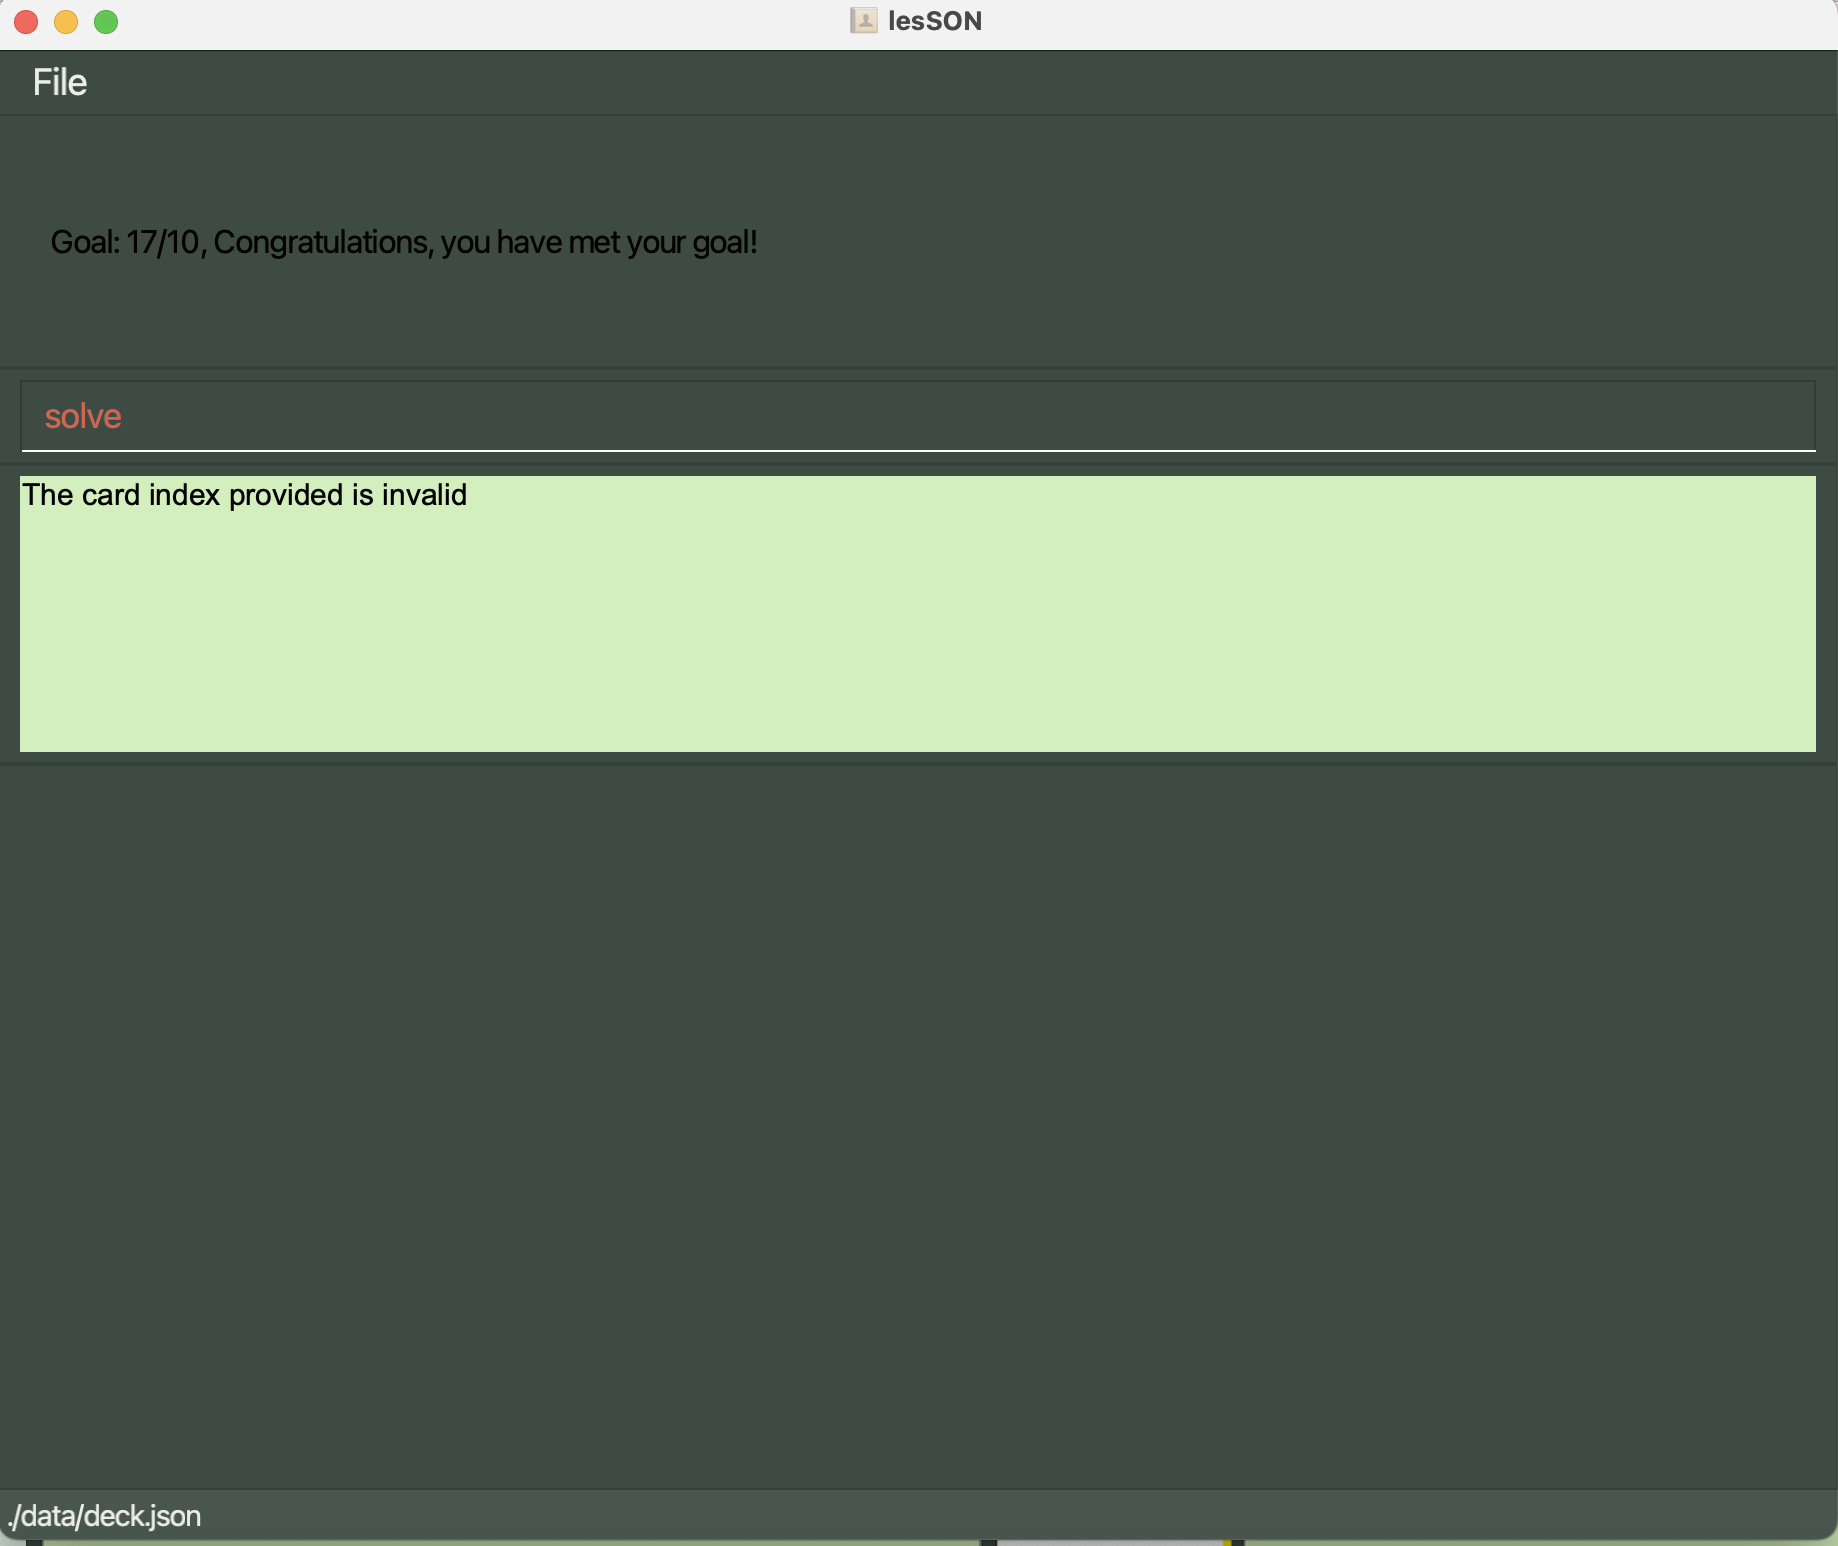 lesSON
File
Goal: 17/10, Congratulations, you have met your goal!
solve
The card index provided is invalid
./data/deck.json